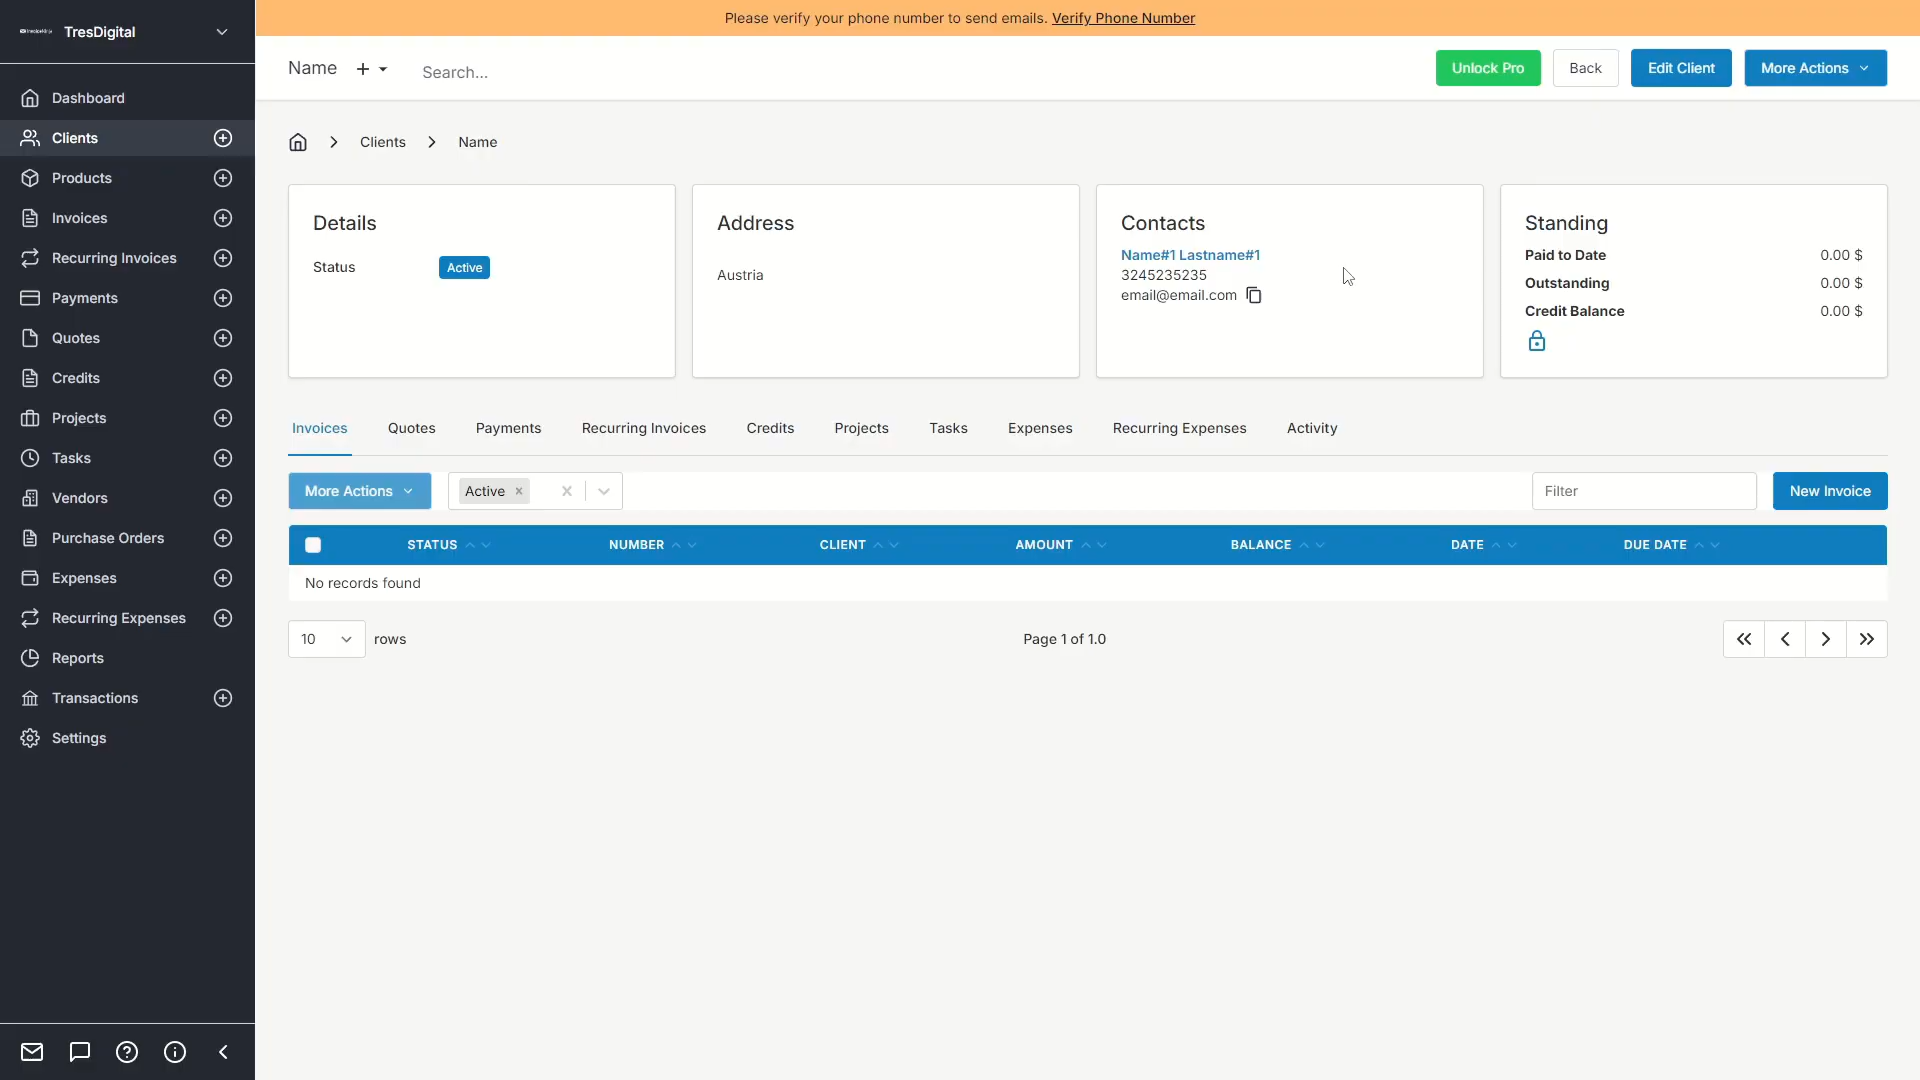 Please verify your phone number to send emails. Verify Phone Number
TresDigital
Dashboard
Clients
Products
Invoices
Recurring Invoices
Payments
Quotes
Credits
Projects
Tasks
Vendors
Purchase Orders
Expenses
Recurring Expenses
Reports
Transactions
Settings
Name
Search...
Unlock Pro
Back
Edit Client
More Actions
Clients
Name
Details
Status
Active
Address
Austria
Contacts
Name#1 Lastname#1
3245235235
email@email.com
Standing
Paid to Date 0.00 $
Outstanding 0.00 $
Credit Balance 0.00 $
Invoices Quotes Payments Recurring Invoices Credits Projects Tasks Expenses Recurring Expenses Activity
More Actions
Active
Filter
New Invoice
STATUS NUMBER CLIENT AMOUNT BALANCE DATE DUE DATE
No records found
10 rows
Page 1 of 1.0